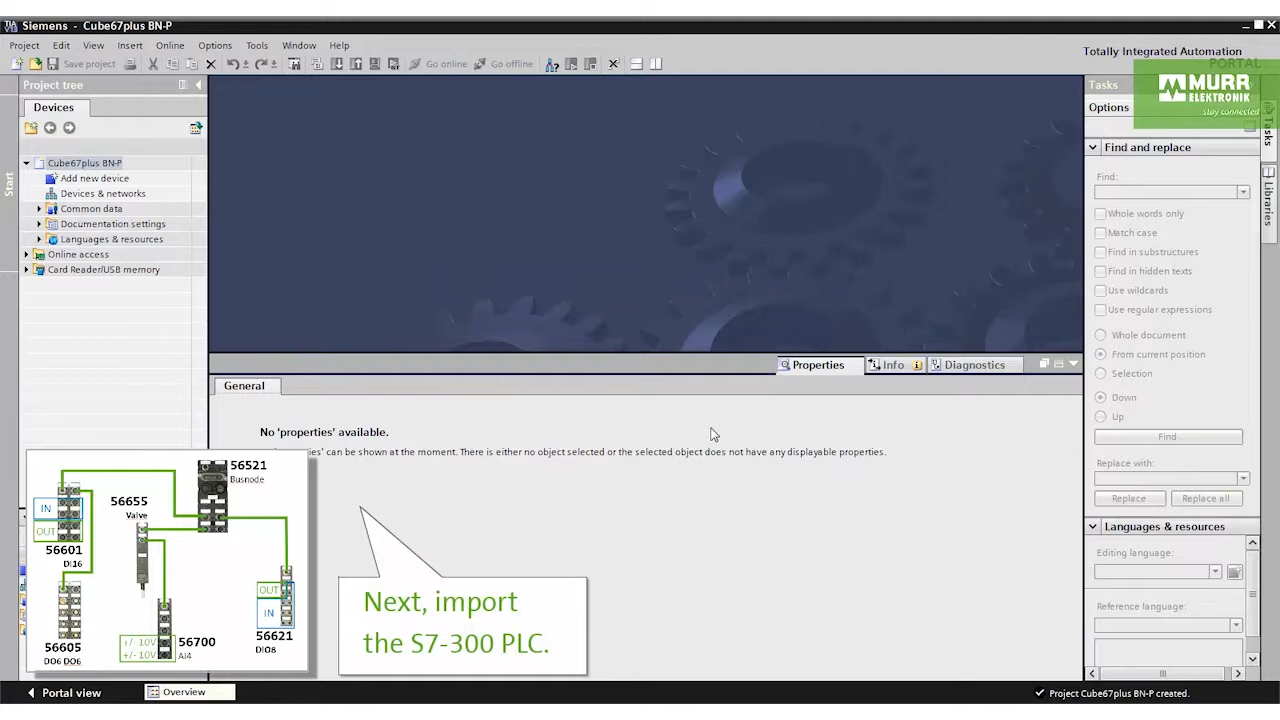 Siemens - Cube67plus BN-P
Project Edit View Insert Online Options Tools Window Help
Save project
Go online
Go offline
Totally Integrated Automation
PORTAL
MURR
ELEKTRONIK
stay connected
Project tree
Devices
Start
Cube67plus BN-P
Add new device
Devices & networks
Common data
Documentation settings
Languages & resources
Online access
Card Reader/USB memory
Properties
Info
Diagnostics
General
No 'properties' available.
can be shown at the moment. There is either no object selected or the selected object does not have any displayable properties.
56521
Busnode
56655
Valve
IN
OUT
56601
DI16
56605
DO6 DO6
+/- 10V
+/- 10V
56700
AI4
OUT
IN
56621
DIO8
Next, import
the S7-300 PLC.
Tasks
Options
Find and replace
Find:
Whole words only
Match case
Find in substructures
Find in hidden texts
Use wildcards
Use regular expressions
Whole document
From current position
Selection
Down
Up
Find
Replace with:
Replace
Replace all
Languages & resources
Editing language:
Reference language:
Tasks
Libraries
Portal view
Overview
Project Cube67plus BN-P created.